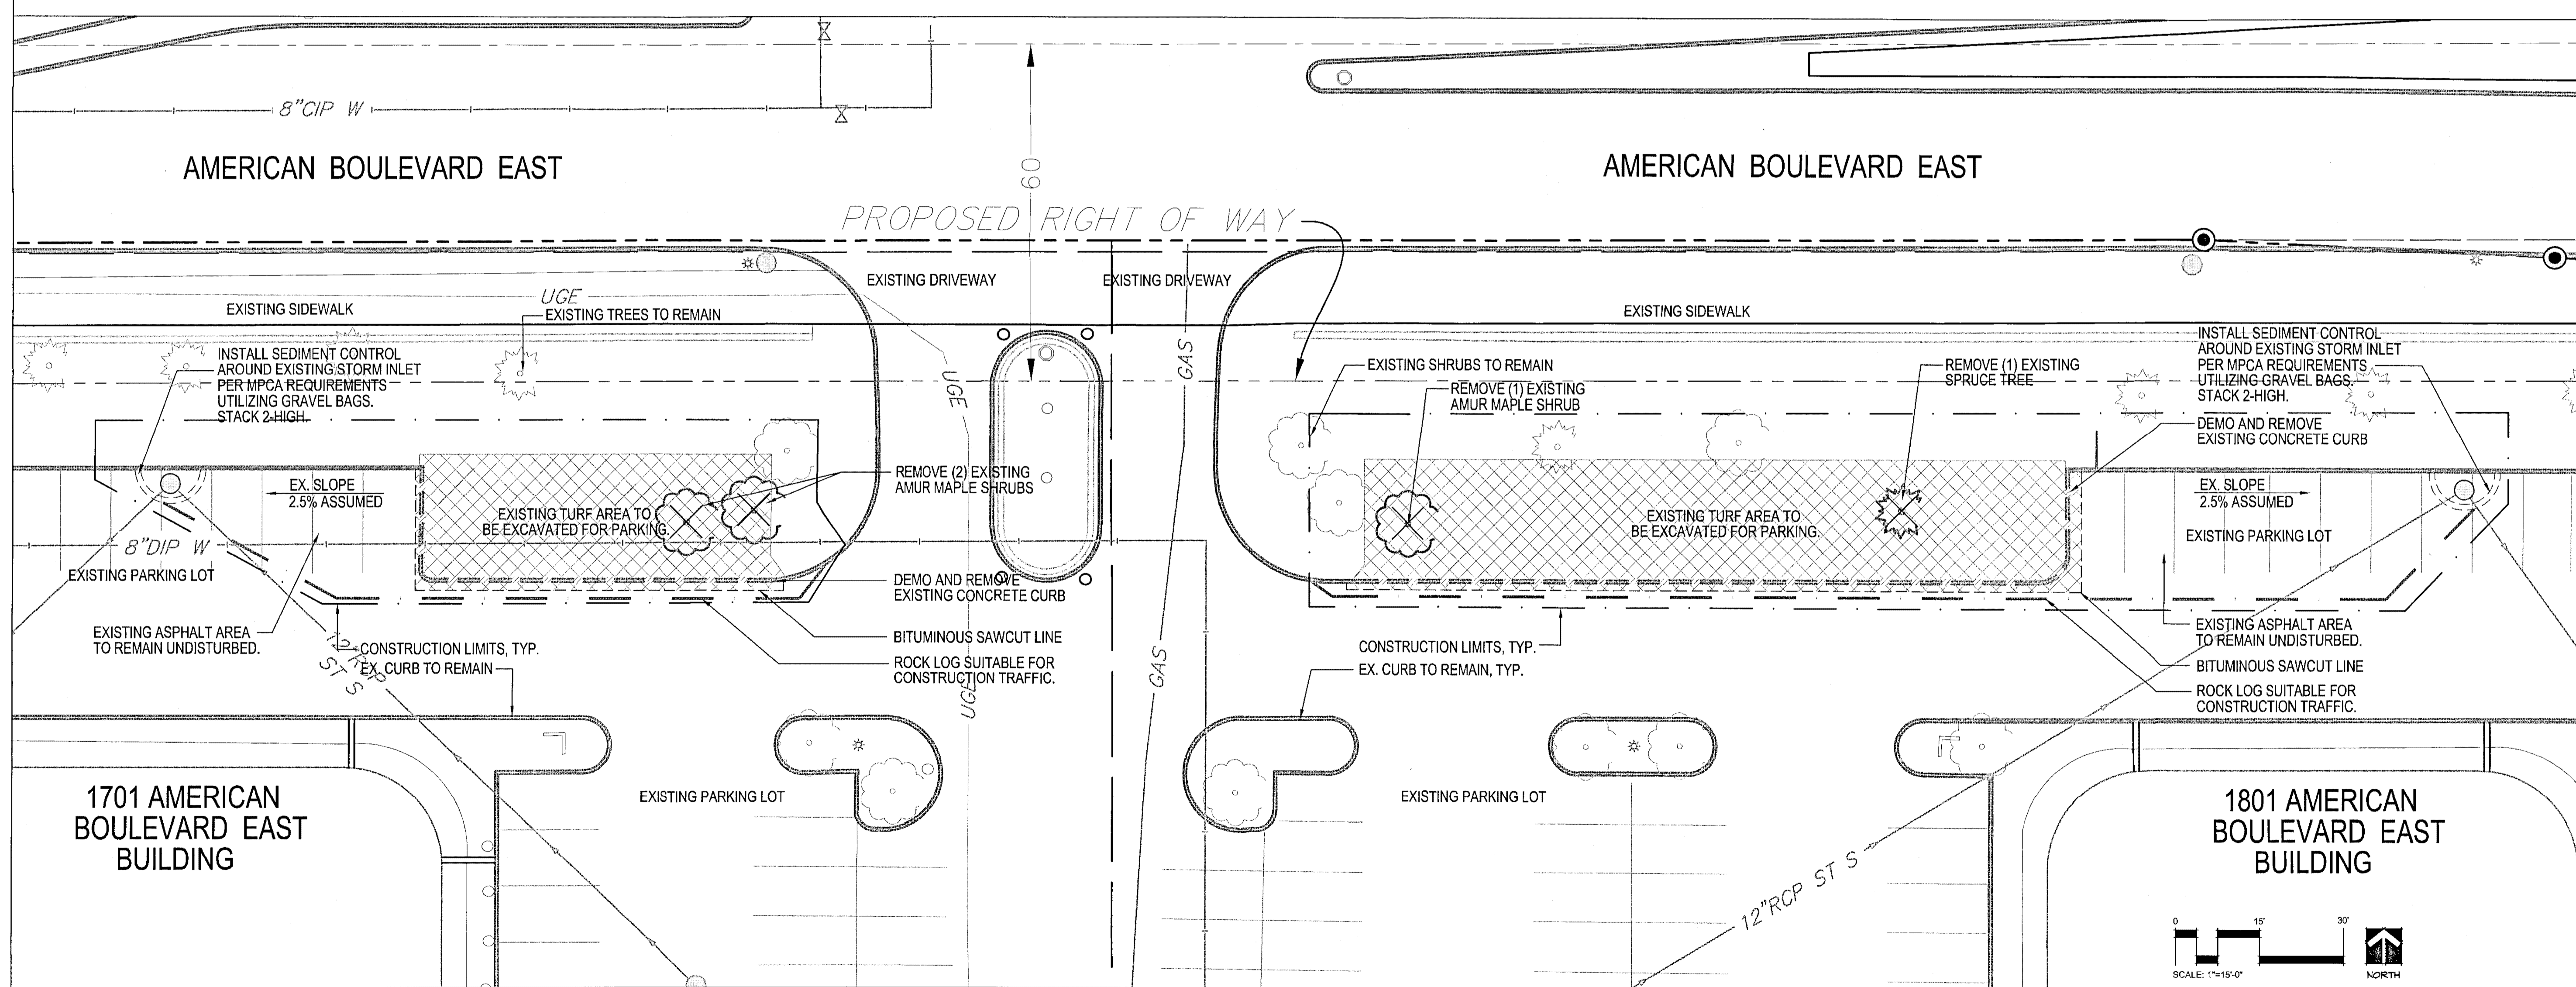 8"CIP W
AMERICAN BOULEVARD EAST
AMERICAN BOULEVARD EAST
60
PROPOSED RIGHT OF WAY
EXISTING DRIVEWAY
EXISTING DRIVEWAY
UGE
EXISTING SIDEWALK
EXISTING TREES TO REMAIN
EXISTING SIDEWALK
INSTALL SEDIMENT CONTROL
AROUND EXISTING STORM INLET
PER MPCA REQUIREMENTS
UTILIZING GRAVEL BAGS.
STACK 2-HIGH.
UGE
GAS
EXISTING SHRUBS TO REMAIN
REMOVE (1) EXISTING
AMUR MAPLE SHRUB
REMOVE (1) EXISTING
SPRUCE TREE
INSTALL SEDIMENT CONTROL
AROUND EXISTING STORM INLET
PER MPCA REQUIREMENTS
UTILIZING GRAVEL BAGS.
STACK 2-HIGH.
DEMO AND REMOVE
EXISTING CONCRETE CURB
EX. SLOPE
2.5% ASSUMED
REMOVE (2) EXISTING
AMUR MAPLE SHRUBS
EXISTING TURF AREA TO
BE EXCAVATED FOR PARKING.
EXISTING TURF AREA TO
BE EXCAVATED FOR PARKING.
EX. SLOPE
2.5% ASSUMED
EXISTING PARKING LOT
8"DIP W
EXISTING PARKING LOT
DEMO AND REMOVE
EXISTING CONCRETE CURB
EXISTING ASPHALT AREA
TO REMAIN UNDISTURBED.
BITUMINOUS SAWCUT LINE
CONSTRUCTION LIMITS, TYP.
EX. CURB TO REMAIN
12"RCP
ST S
ROCK LOG SUITABLE FOR
CONSTRUCTION TRAFFIC.
UGE
GAS
CONSTRUCTION LIMITS, TYP.
EX. CURB TO REMAIN, TYP.
EXISTING ASPHALT AREA
TO REMAIN UNDISTURBED.
BITUMINOUS SAWCUT LINE
ROCK LOG SUITABLE FOR
CONSTRUCTION TRAFFIC.
1701 AMERICAN
BOULEVARD EAST
BUILDING
EXISTING PARKING LOT
EXISTING PARKING LOT
12"RCP ST S
1801 AMERICAN
BOULEVARD EAST
BUILDING
0 15' 30'
SCALE: 1"=15'-0"
NORTH